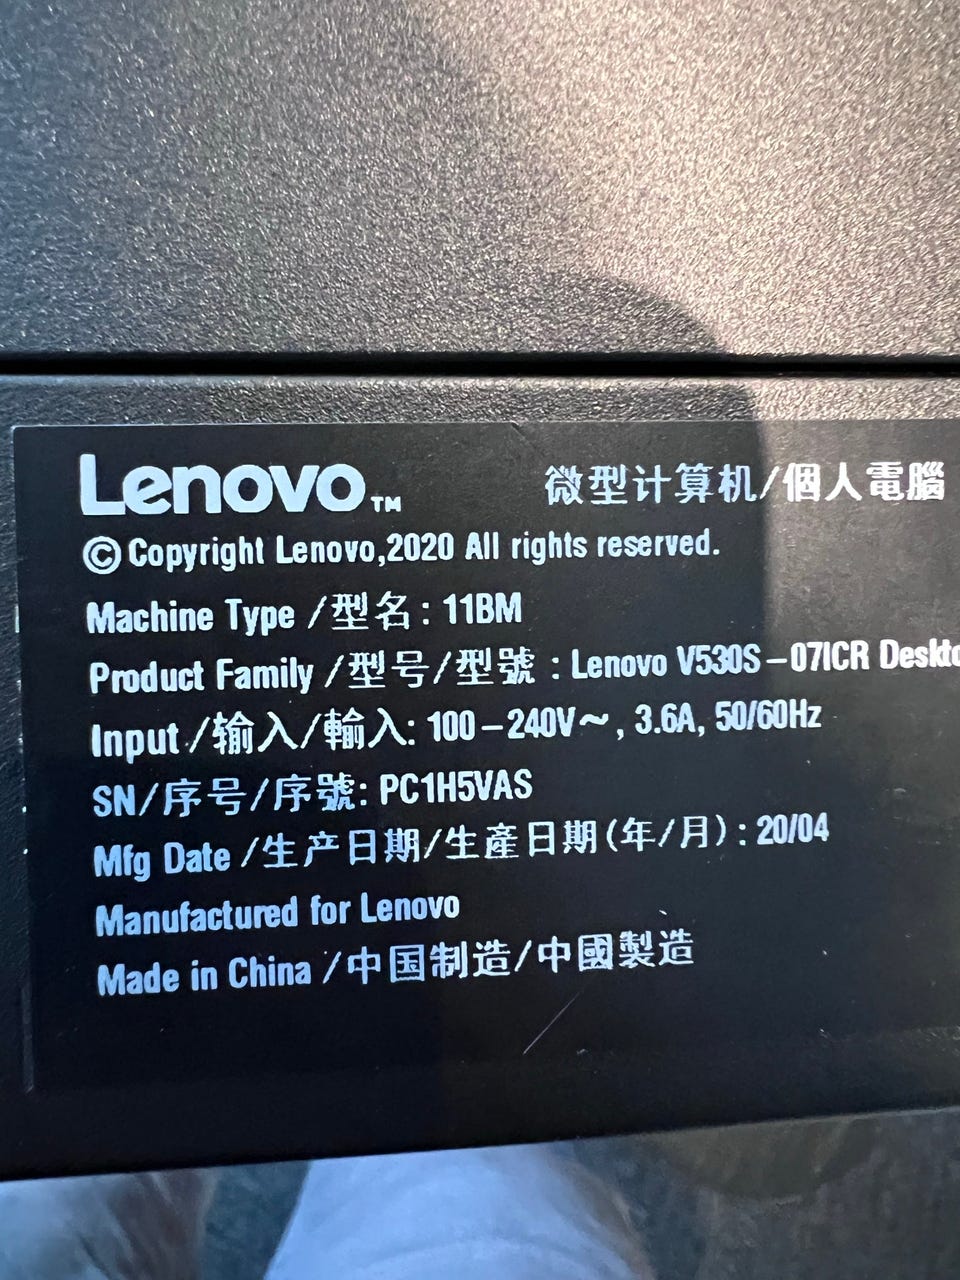 Lenovo™ 微型计算机/個人電腦
©Copyright Lenovo,2020 All rights reserved.
Machine Type /型名: 11BM
Product Family /型号/型號 : Lenovo V530S-07ICR Deskto
Input /输入/輸入: 100-240V~, 3.6A, 50/60Hz
SN/序号/序號: PC1H5VAS
Mfg Date /生产日期/生產日期(年/月) : 20/04
Manufactured for Lenovo
Made in China /中国制造/中國製造